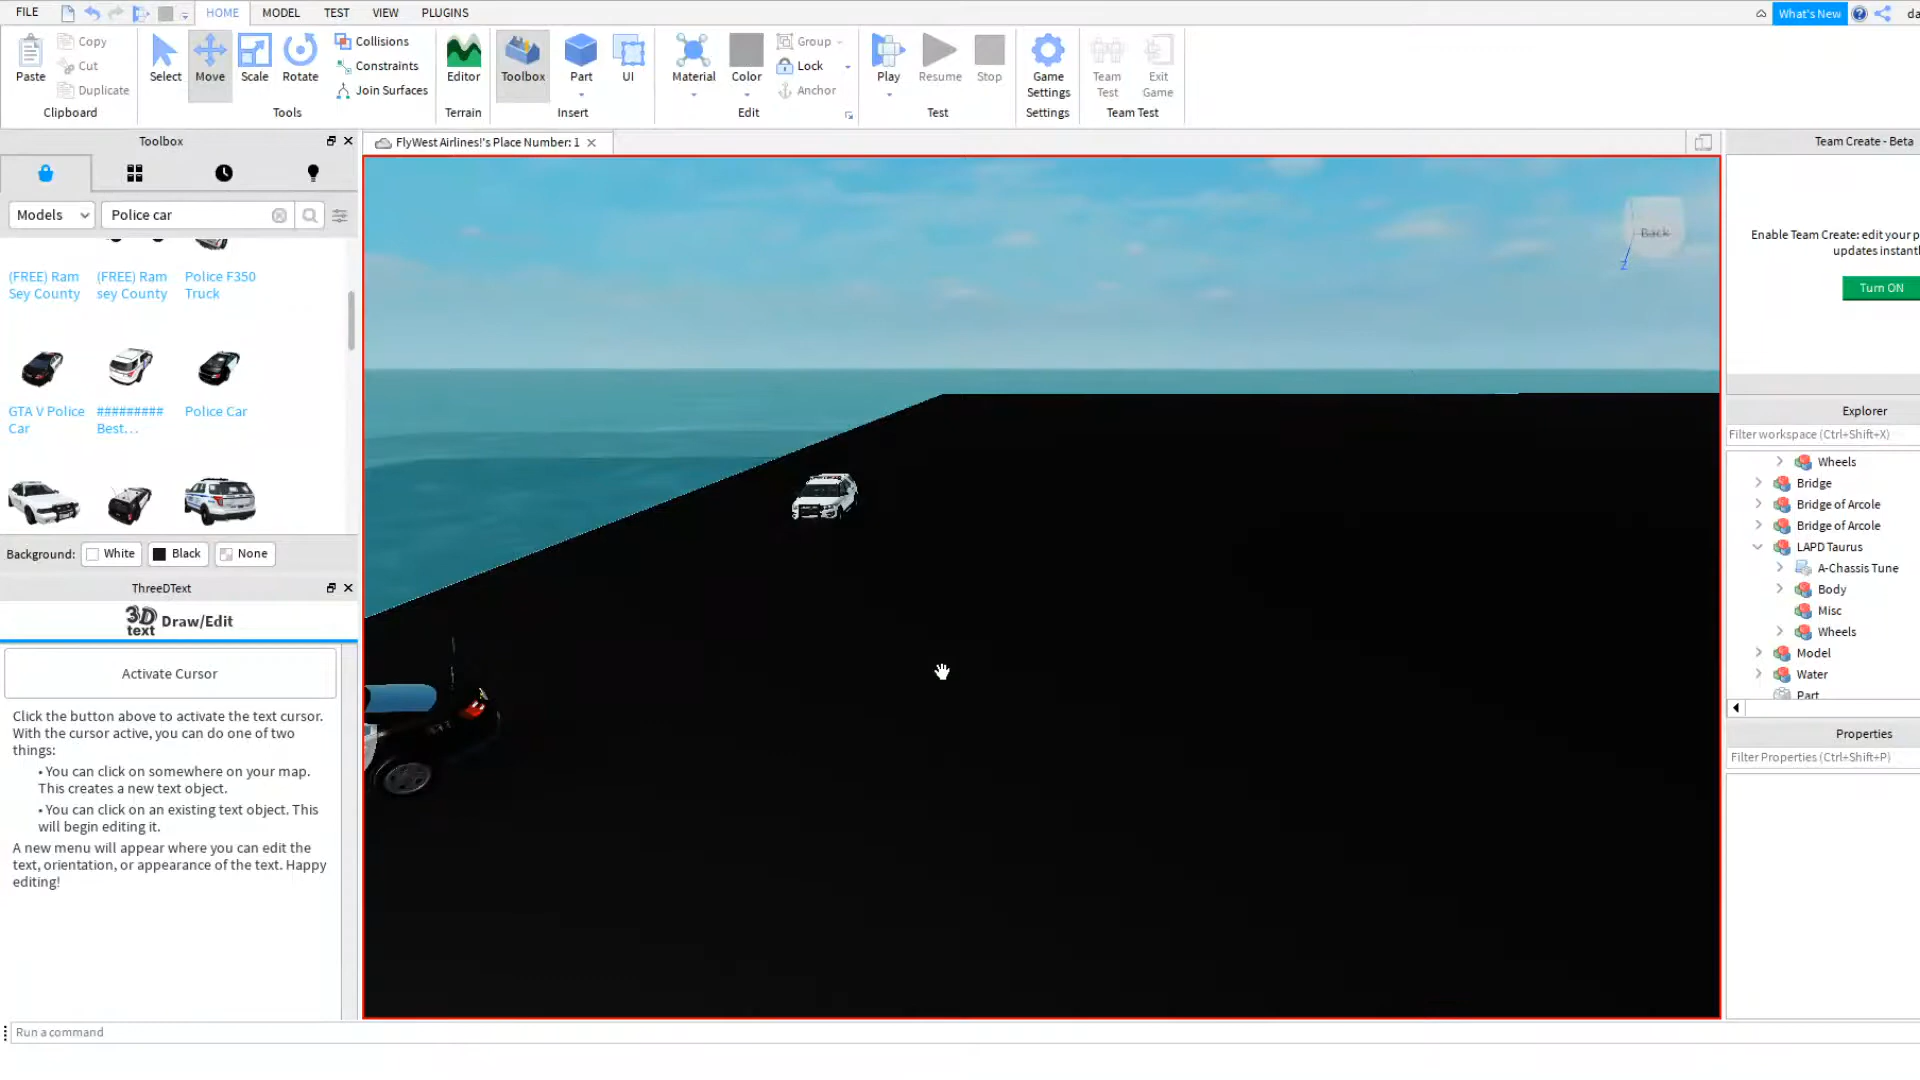 FILE HOME MODEL TEST VIEW PLUGINS What's New
Copy
Cut
Duplicate
Paste
Clipboard
Select Move Scale Rotate
Collisions
Constraints
Join Surfaces
Tools
Editor
Terrain
Toolbox Part UI
Insert
Material Color
Group
Lock
Anchor
Edit
Play Resume Stop
Test
Game
Settings
Settings
Team
Test
Exit
Game
Team Test
Toolbox
Models
Police car
(FREE) Ram
Sey County
(FREE) Ram
sey County
Police F350
Truck
GTA V Police
Car
#########
Best...
Police Car
Background: White Black None
ThreeDText
3D
text
Draw/Edit
Activate Cursor
Click the button above to activate the text cursor.
With the cursor active, you can do one of two
things:
• You can click on somewhere on your map.
This creates a new text object.
• You can click on an existing text object. This
will begin editing it.
A new menu will appear where you can edit the
text, orientation, or appearance of the text. Happy
editing!
Run a command
FlyWest Airlines!'s Place Number: 1
Back
Z
Team Create - Beta
Enable Team Create: edit your p
updates instantl
Turn ON
Explorer
Filter workspace (Ctrl+Shift+X)
Wheels
Bridge
Bridge of Arcole
Bridge of Arcole
LAPD Taurus
A-Chassis Tune
Body
Misc
Wheels
Model
Water
Part
Properties
Filter Properties (Ctrl+Shift+P)